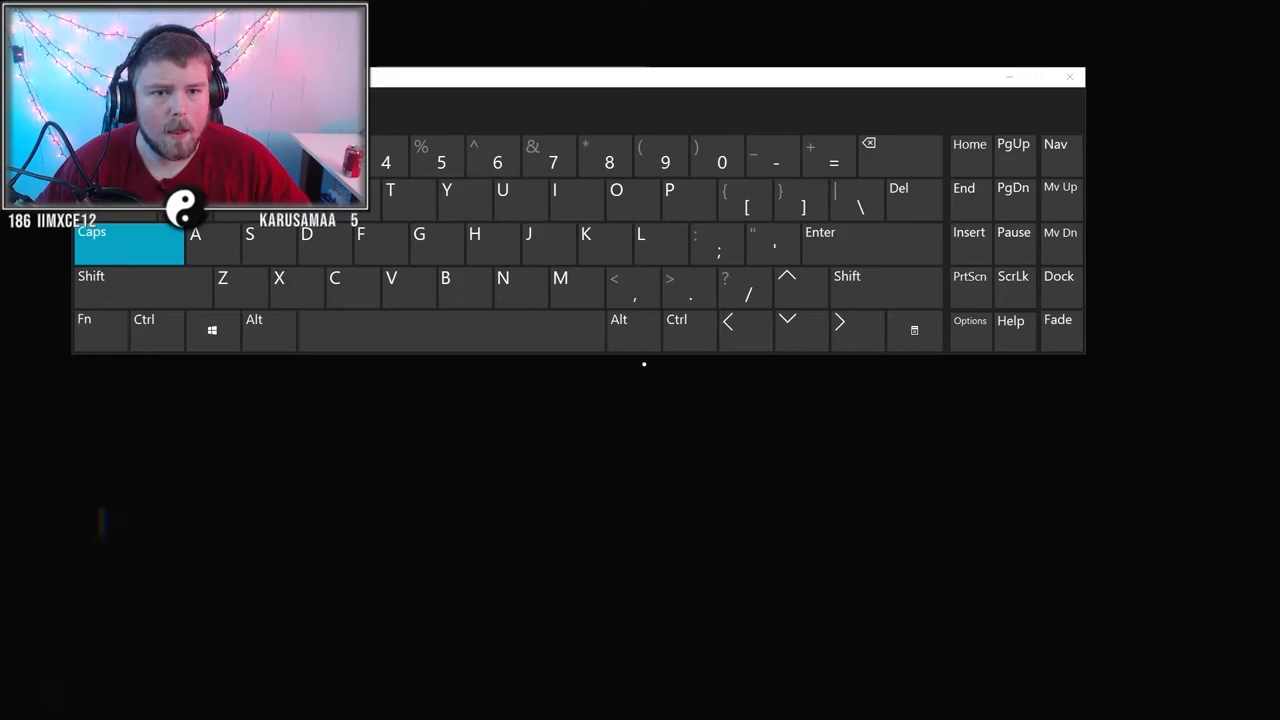 % ^ & * ( ) _ +
4 5 6 7 8 9 0 - =
Home PgUp Nav
T Y U I O P { [ } ] | \ Del
End PgDn Mv Up
186 IIMXCE12 KARUSAMAA 5
Caps A S D F G H J K L : ; " ' Enter
Insert Pause Mv Dn
Shift Z X C V B N M < , > . ? / Shift
PrtScn ScrLk Dock
Fn Ctrl Alt Alt Ctrl
Options Help Fade